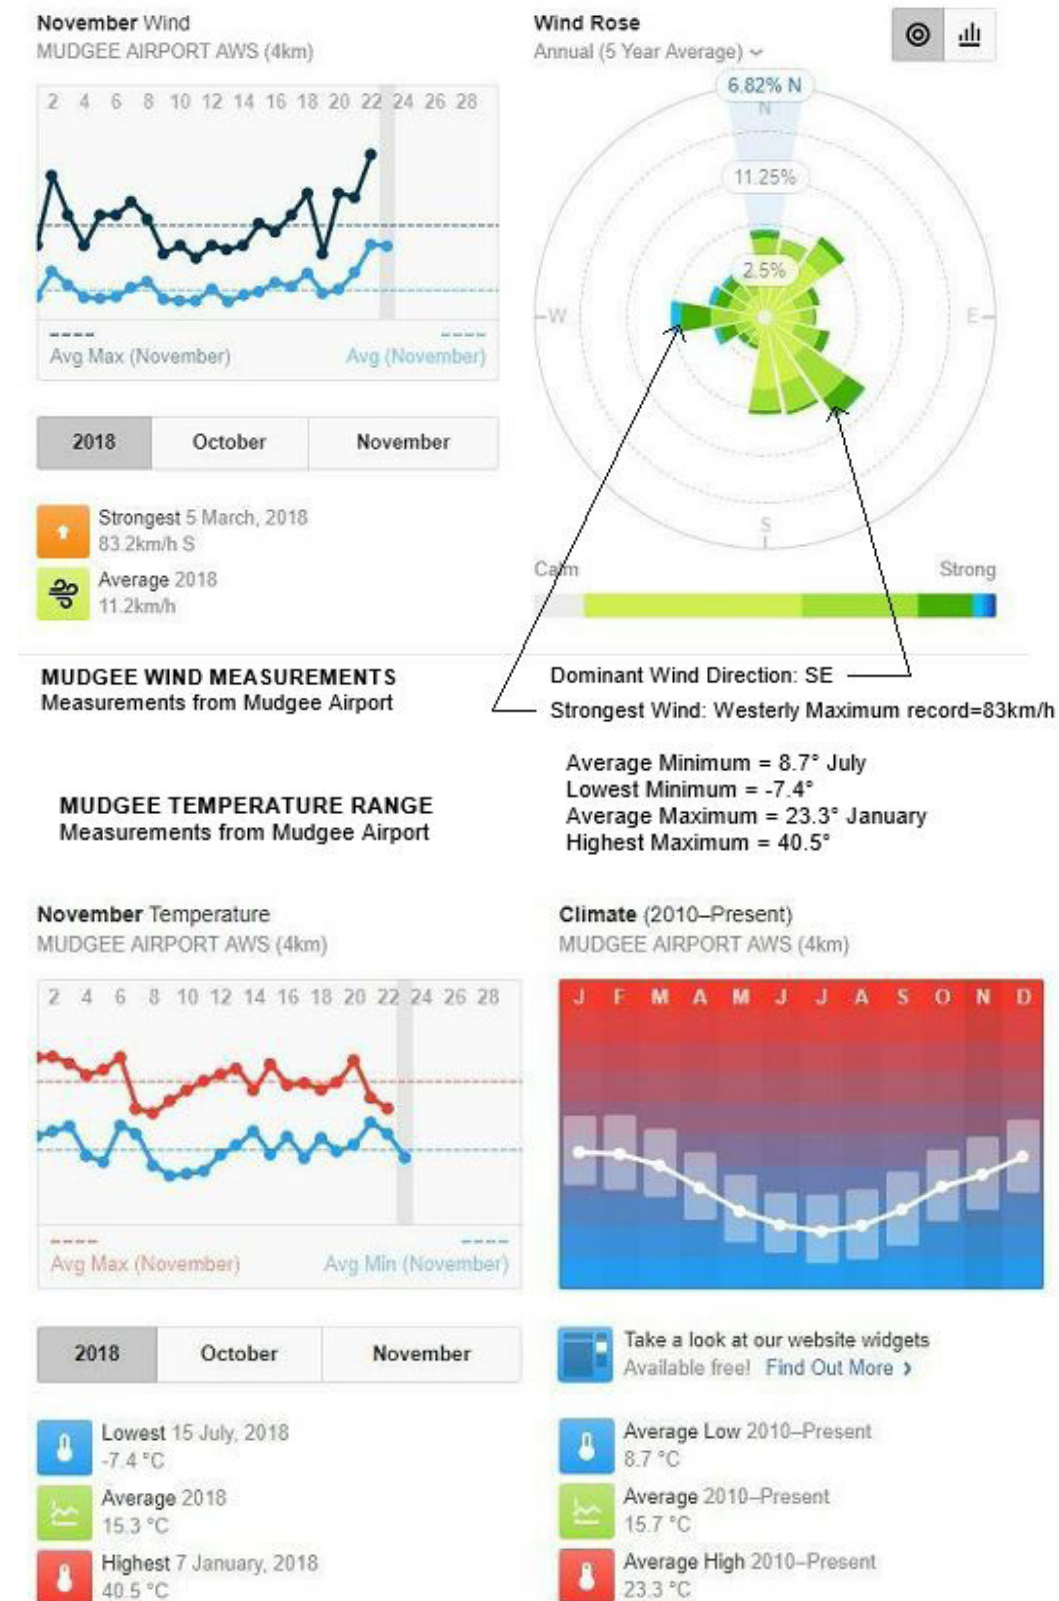 November Wind
MUDGEE AIRPORT AWS (4km)
2 4 6 8 10 12 14 16 18 20 22 24 26 28
Avg Max (November) Avg (November)
2018 October November
Strongest 5 March, 2018
83.2km/h S
Average 2018
11.2km/h
Wind Rose
Annual (5 Year Average)
6.82% N
N
11.25%
2.5%
W E
S
Calm Strong
MUDGEE WIND MEASUREMENTS
Measurements from Mudgee Airport
Dominant Wind Direction: SE
Strongest Wind: Westerly Maximum record=83km/h
MUDGEE TEMPERATURE RANGE
Measurements from Mudgee Airport
Average Minimum = 8.7° July
Lowest Minimum = -7.4°
Average Maximum = 23.3° January
Highest Maximum = 40.5°
November Temperature
MUDGEE AIRPORT AWS (4km)
2 4 6 8 10 12 14 16 18 20 22 24 26 28
Avg Max (November) Avg Min (November)
2018 October November
Lowest 15 July, 2018
-7.4 °C
Average 2018
15.3 °C
Highest 7 January, 2018
40.5 °C
Climate (2010–Present)
MUDGEE AIRPORT AWS (4km)
J F M A M J J A S O N D
Take a look at our website widgets
Available free! Find Out More ›
Average Low 2010–Present
8.7 °C
Average 2010–Present
15.7 °C
Average High 2010–Present
23.3 °C